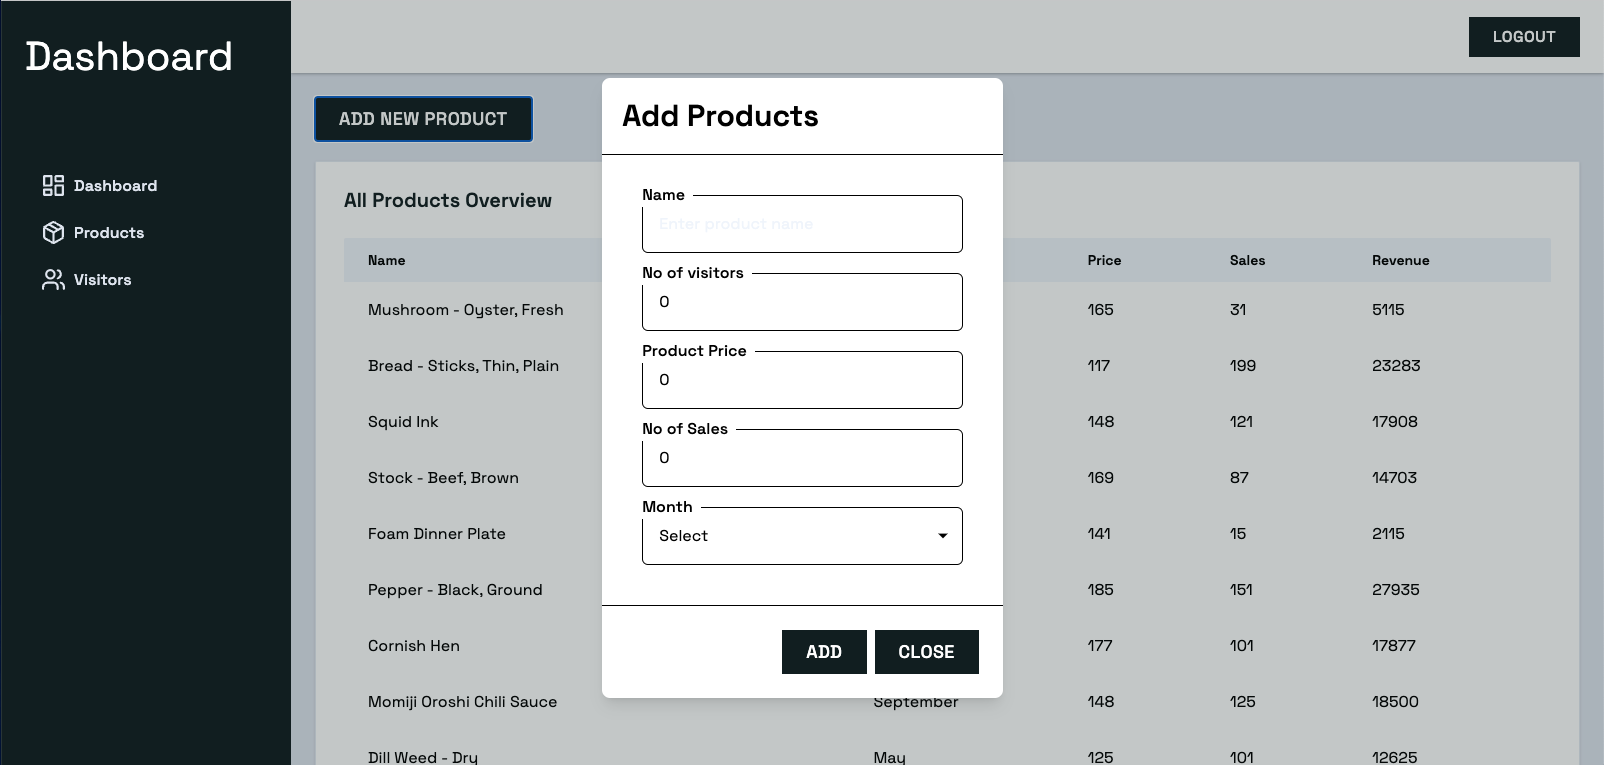 Dashboard
LOGOUT
Dashboard
Products
Visitors
ADD NEW PRODUCT
All Products Overview
Name Price Sales Revenue
Mushroom - Oyster, Fresh 165 31 5115
Bread - Sticks, Thin, Plain 117 199 23283
Squid Ink 148 121 17908
Stock - Beef, Brown 169 87 14703
Foam Dinner Plate 141 15 2115
Pepper - Black, Ground 185 151 27935
Cornish Hen 177 101 17877
Momiji Oroshi Chili Sauce September 148 125 18500
Dill Weed - Dry May 125 101 12625
Add Products
Name
Enter product name
No of visitors
0
Product Price
0
No of Sales
0
Month
Select
ADD CLOSE